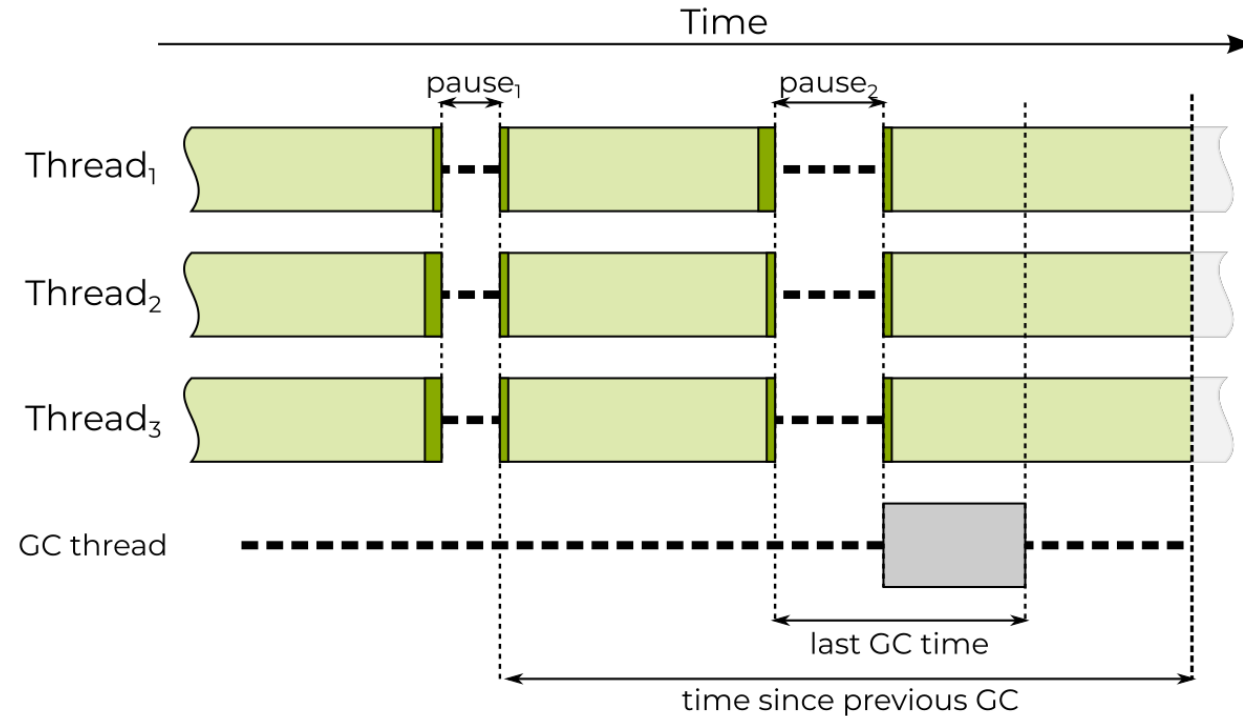 Time
pause₁
pause₂
Thread₁
Thread₂
Thread₃
GC thread
last GC time
time since previous GC